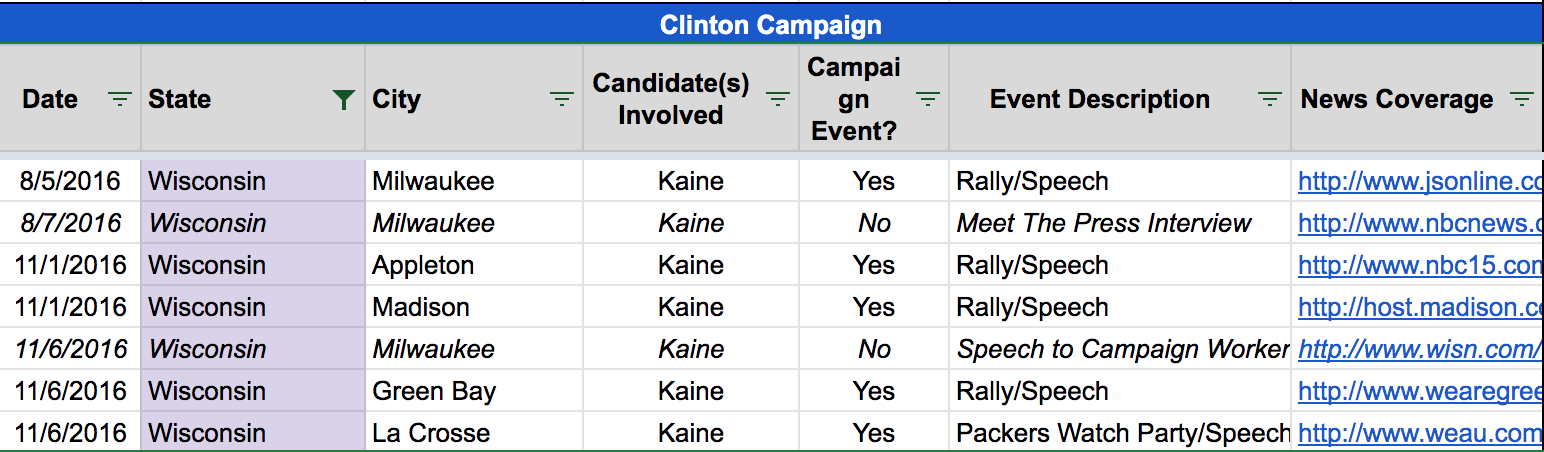 Clinton Campaign
Date State City Candidate(s) Involved Campai gn Event? Event Description News Coverage
8/5/2016 Wisconsin Milwaukee Kaine Yes Rally/Speech http://www.jsonline.co
8/7/2016 Wisconsin Milwaukee Kaine No Meet The Press Interview http://www.nbcnews.c
11/1/2016 Wisconsin Appleton Kaine Yes Rally/Speech http://www.nbc15.com
11/1/2016 Wisconsin Madison Kaine Yes Rally/Speech http://host.madison.co
11/6/2016 Wisconsin Milwaukee Kaine No Speech to Campaign Worker http://www.wisn.com/
11/6/2016 Wisconsin Green Bay Kaine Yes Rally/Speech http://www.wearegree
11/6/2016 Wisconsin La Crosse Kaine Yes Packers Watch Party/Speech http://www.weau.com